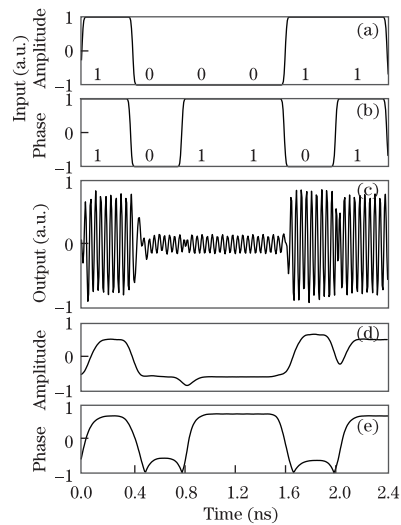 Input (a.u.)
Amplitude
1
0
−1
(a)
1 0 0 0 1 1
Phase
1
0
−1
(b)
1 0 1 1 0 1
Output (a.u.)
1
0
−1
(c)
Amplitude
1
0
−1
(d)
Phase
1
0
−1
(e)
0.0 0.4 0.8 1.2 1.6 2.0 2.4
Time (ns)